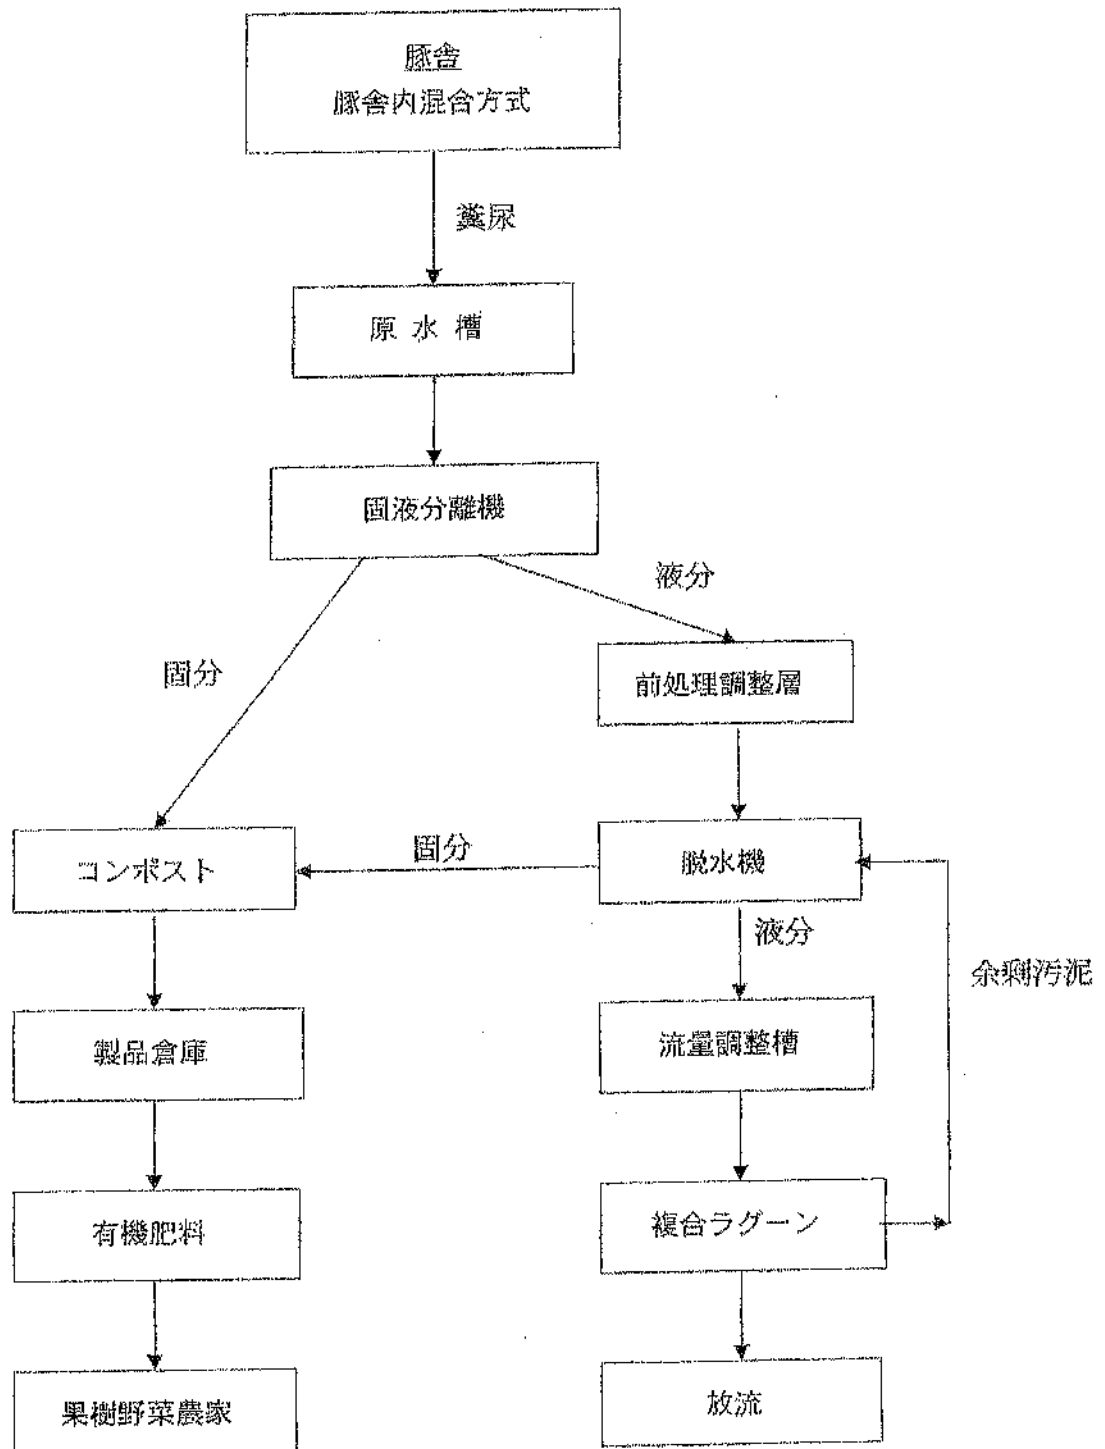 豚舎
豚舎内混合方式
糞尿
原 水 槽
固液分離機
液分
固分
前処理調整層
コンポスト
固分
脱水機
液分
余剰汚泥
製品倉庫
流量調整槽
有機肥料
複合ラグーン
果樹野菜農家
放流